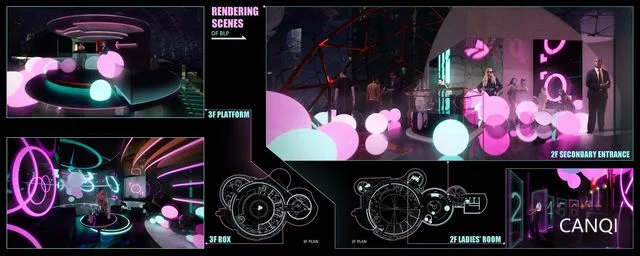 RENDERING
SCENES
OF BLP
3F PLATFORM
2F SECONDARY ENTRANCE
3F BOX
3F PLAN
2F PLAN
2F LADIES' ROOM
2
CANQI